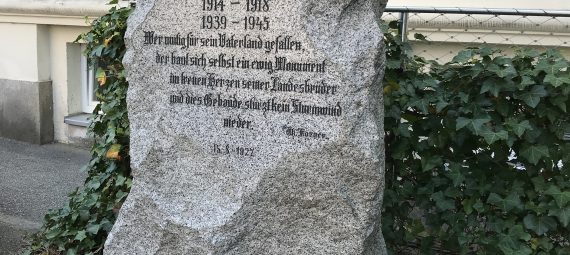 1914 – 1918
1939 – 1945
Wer mutig für sein Vaterland gefallen,
der baut sich selbst ein ewig Monument
im treuen Herzen seiner Landesbrüder
und dies Gebäude stürzt kein Sturmwind
nieder.
Th. Körner.
15. 8. 1922